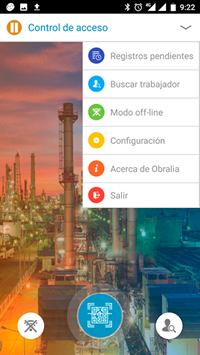 9:22
Control de acceso
Registros pendientes
Buscar trabajador
Modo off-line
Configuración
Acerca de Obralia
Salir